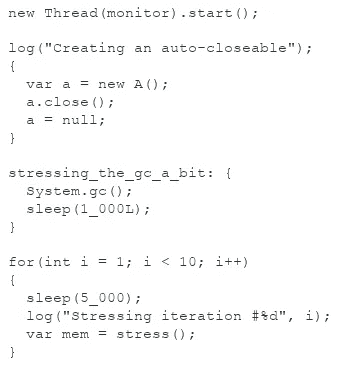 new Thread(monitor).start();

log("Creating an auto-closeable");
{
  var a = new A();
  a.close();
  a = null;
}

stressing_the_gc_a_bit: {
  System.gc();
  sleep(1_000L);
}

for(int i = 1; i < 10; i++)
{
  sleep(5_000);
  log("Stressing iteration #%d", i);
  var mem = stress();
}